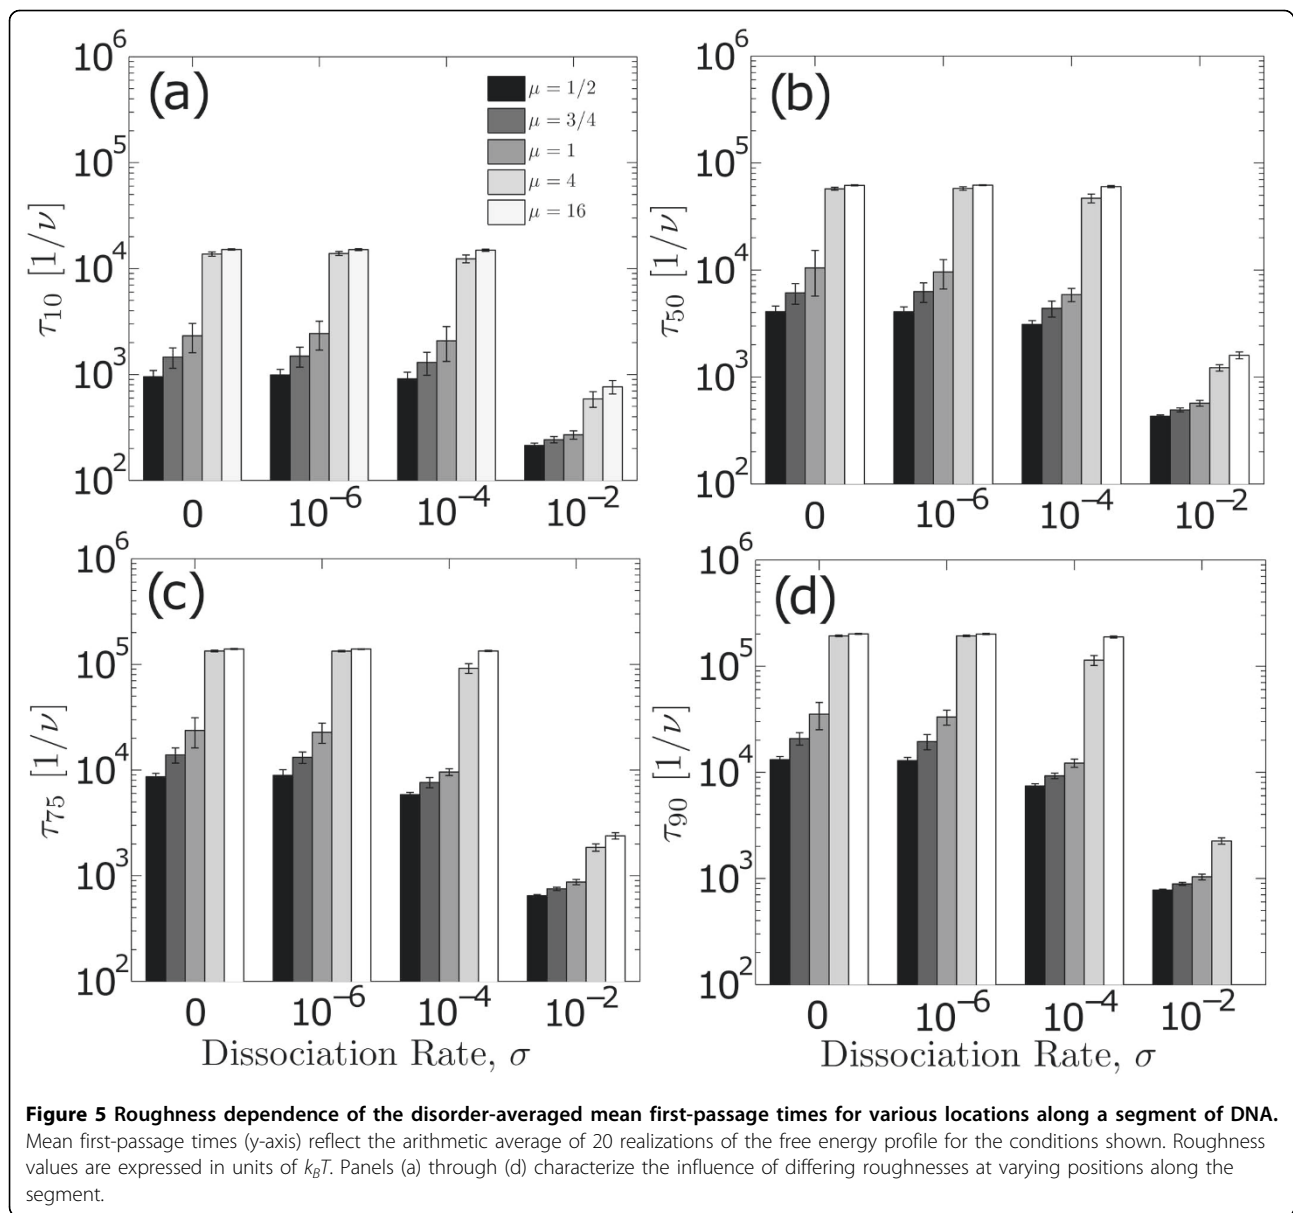 10^6
10^5
10^4
10^3
10^2
τ_10 [1/ν]
(a)
μ = 1/2
μ = 3/4
μ = 1
μ = 4
μ = 16
0
10^−6
10^−4
10^−2
10^6
10^5
10^4
10^3
10^2
τ_50 [1/ν]
(b)
0
10^−6
10^−4
10^−2
10^6
10^5
10^4
10^3
10^2
τ_75 [1/ν]
(c)
0
10^−6
10^−4
10^−2
Dissociation Rate, σ
10^6
10^5
10^4
10^3
10^2
τ_90 [1/ν]
(d)
0
10^−6
10^−4
10^−2
Dissociation Rate, σ
Figure 5 Roughness dependence of the disorder-averaged mean first-passage times for various locations along a segment of DNA.
Mean first-passage times (y-axis) reflect the arithmetic average of 20 realizations of the free energy profile for the conditions shown. Roughness
values are expressed in units of k_BT. Panels (a) through (d) characterize the influence of differing roughnesses at varying positions along the
segment.